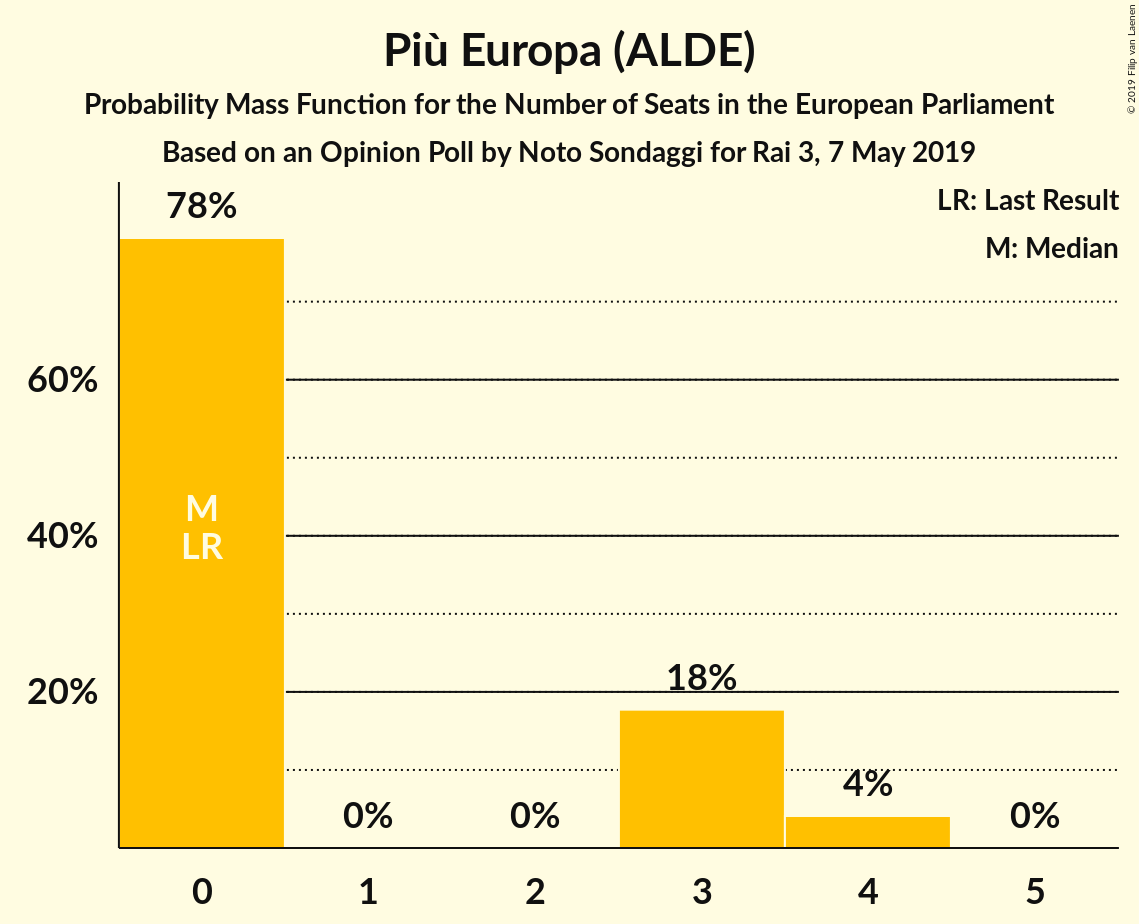 Più Europa (ALDE)
Probability Mass Function for the Number of Seats in the European Parliament
Based on an Opinion Poll by Noto Sondaggi for Rai 3, 7 May 2019
© 2019 Filip van Laenen
LR: Last Result
M: Median
78%
60%
M
40%
LR
18%
20%
4%
0%
0%
0%
0
1
2
3
4
5